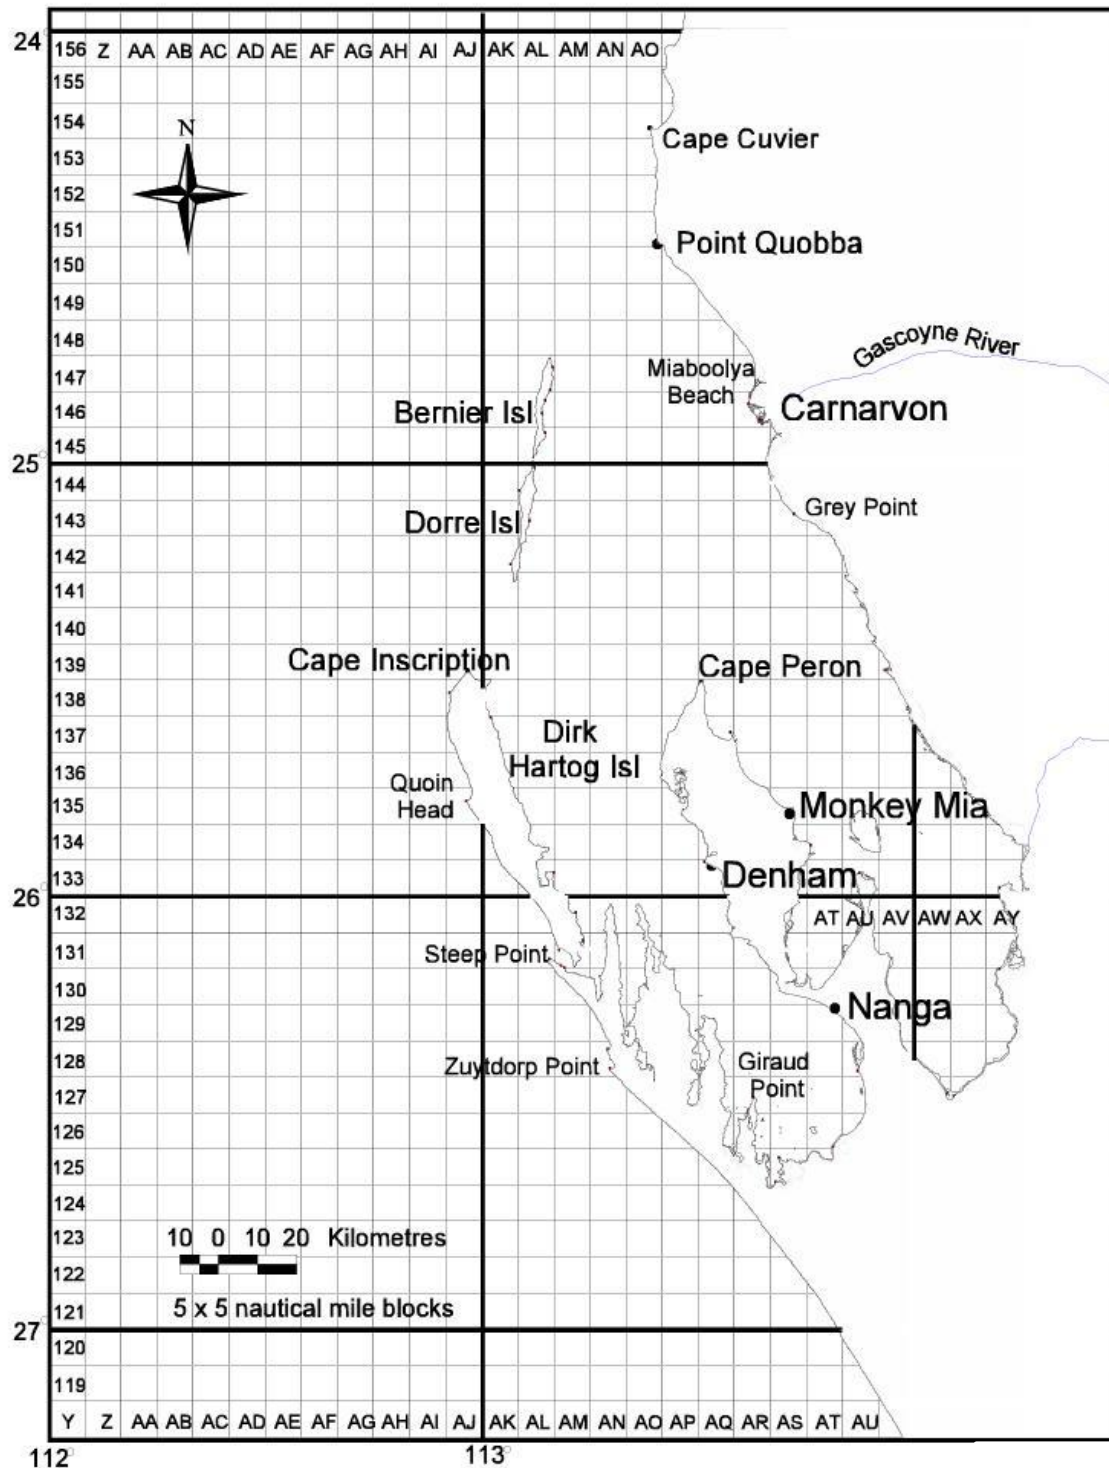 24°
156 Z AA AB AC AD AE AF AG AH AI AJ AK AL AM AN AO
155
154
Cape Cuvier
N
153
152
151
Point Quobba
150
149
148
Gascoyne River
147
Miaboolya
Beach
146
Bernier Isl
Carnarvon
145
25°
144
143
Dorre Isl
Grey Point
142
141
140
139
Cape Inscription
Cape Peron
138
137
Dirk
Hartog Isl
136
Quoin
Head
135
Monkey Mia
134
133
Denham
26°
132
AT AU AV AW AX AY
131
Steep Point
130
129
Nanga
128
Zuytdorp Point
Giraud
Point
127
126
125
124
123
10 0 10 20 Kilometres
122
121
5 x 5 nautical mile blocks
27°
120
119
Y Z AA AB AC AD AE AF AG AH AI AJ AK AL AM AN AO AP AQ AR AS AT AU
112°
113°